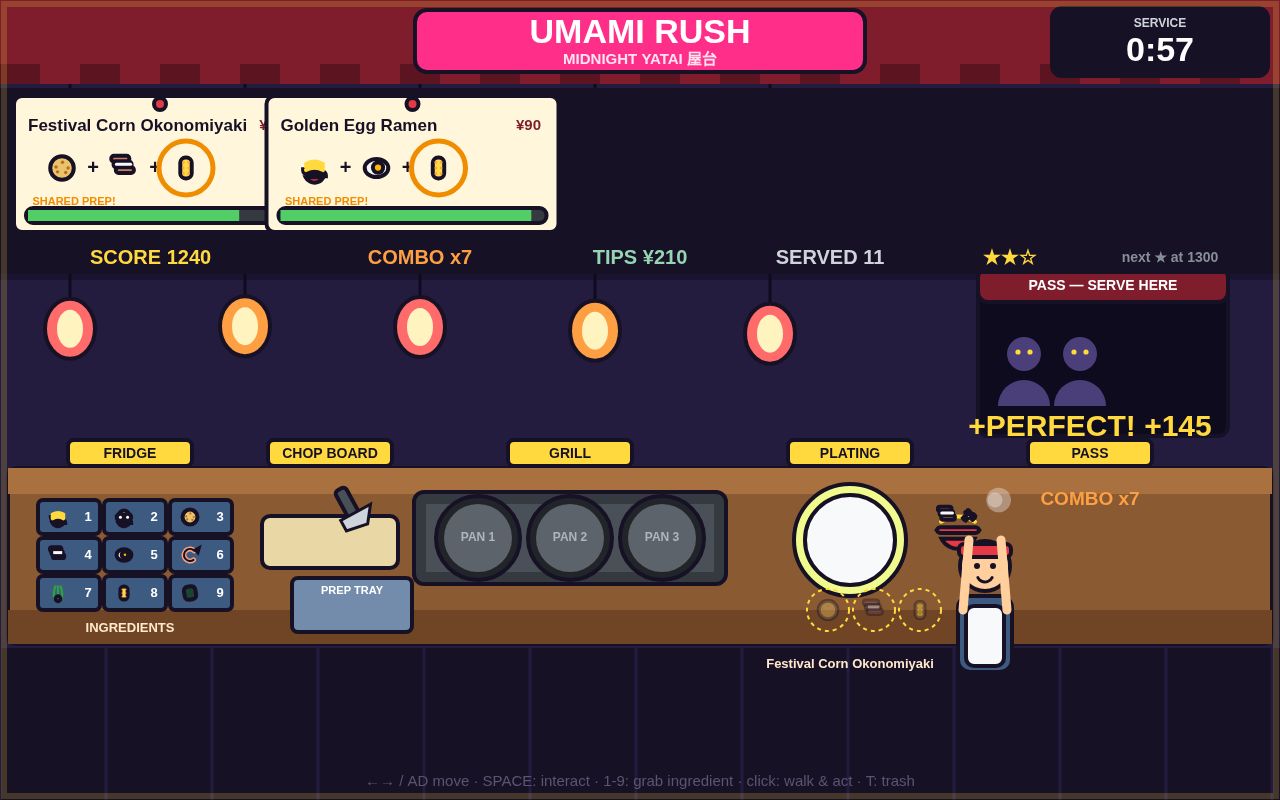 UMAMI RUSH
MIDNIGHT YATAI 屋台
SERVICE
0:57
Festival Corn Okonomiyaki ¥
+ +
SHARED PREP!
Golden Egg Ramen ¥90
+ +
SHARED PREP!
SCORE 1240 COMBO x7 TIPS ¥210 SERVED 11 ★★☆ next ★ at 1300
PASS — SERVE HERE
+PERFECT! +145
FRIDGE CHOP BOARD GRILL PLATING PASS
COMBO x7
1 2 3
4 5 6
7 8 9
INGREDIENTS
PREP TRAY
PAN 1 PAN 2 PAN 3
Festival Corn Okonomiyaki
←→ / AD move · SPACE: interact · 1-9: grab ingredient · click: walk & act · T: trash